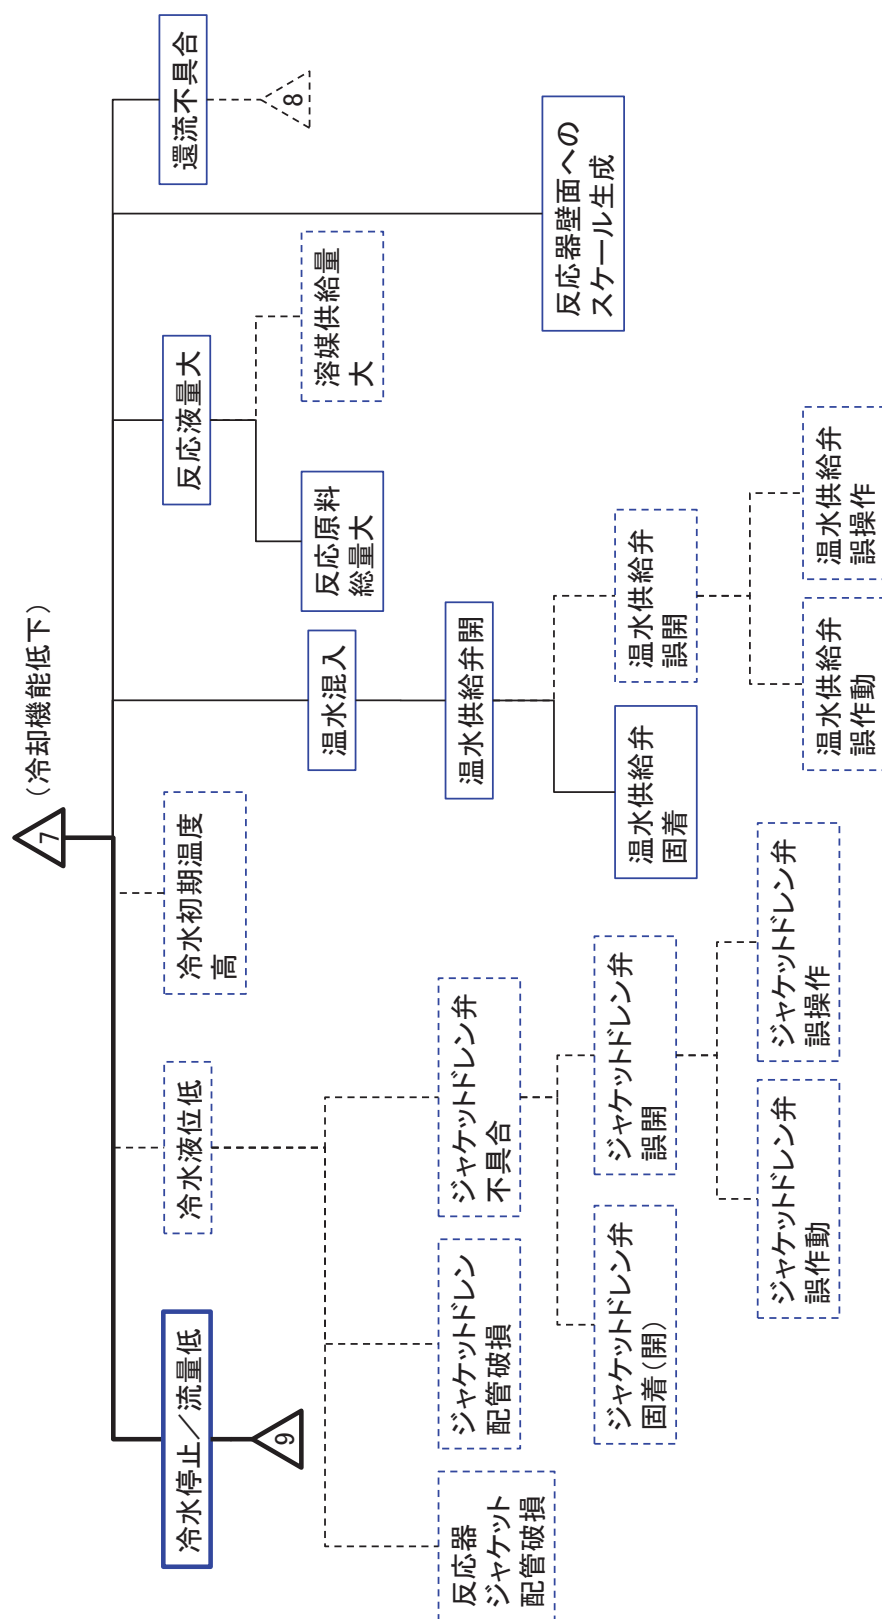 7
(冷却機能低下)
冷水停止/流量低
9
冷水液位低
反応器
ジャケット
配管破損
ジャケットドレン
配管破損
ジャケットドレン弁
不具合
ジャケットドレン弁
固着(開)
ジャケットドレン弁
誤開
ジャケットドレン弁
誤作動
ジャケットドレン弁
誤操作
冷水初期温度
高
温水混入
温水供給弁開
温水供給弁
固着
温水供給弁
誤開
温水供給弁
誤作動
温水供給弁
誤操作
反応液量大
反応原料
総量大
溶媒供給量
大
反応器壁面への
スケール生成
還流不具合
8